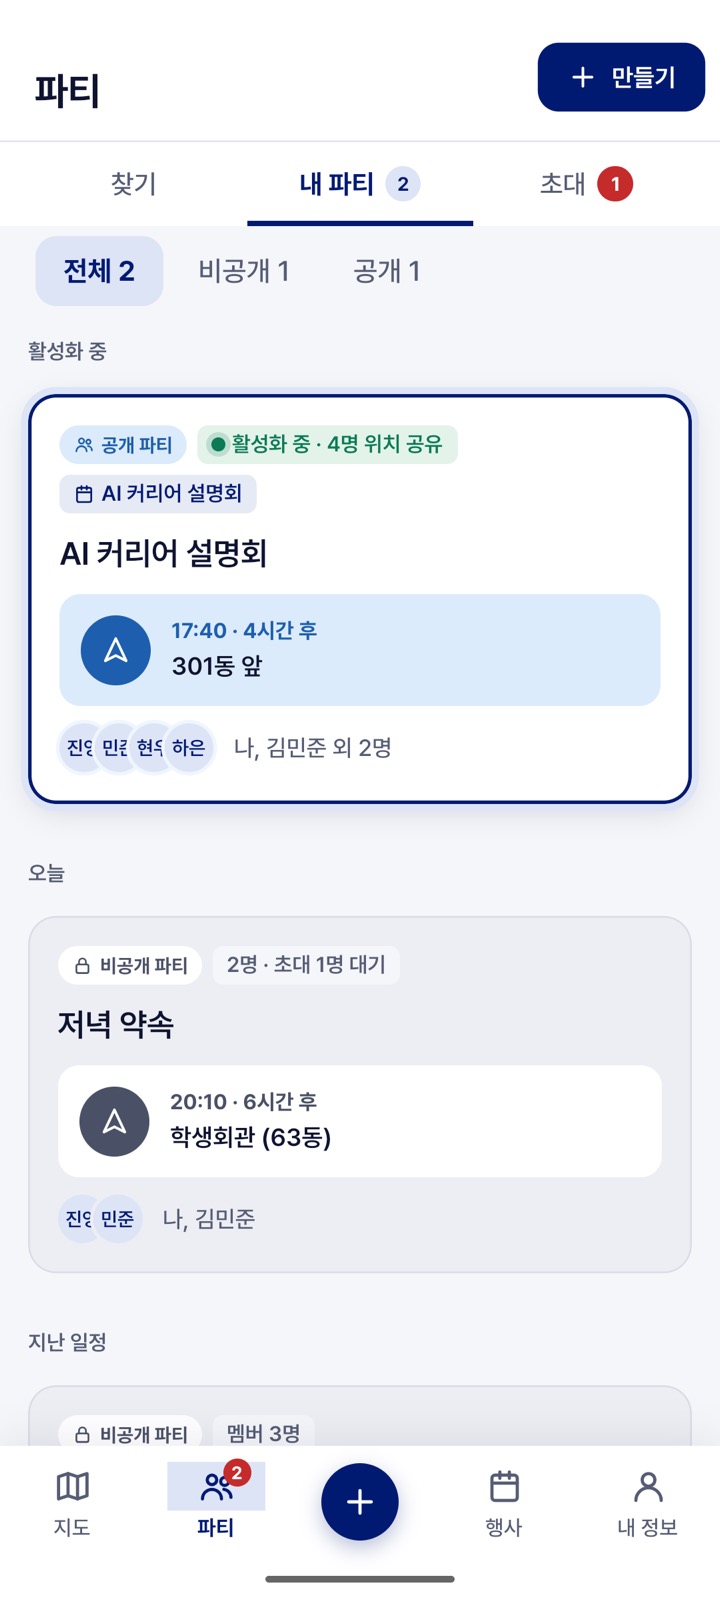 파티
만들기
찾기
내 파티 2
초대 1
전체 2
비공개 1
공개 1
활성화 중
공개 파티
활성화 중 · 4명 위치 공유
AI 커리어 설명회
AI 커리어 설명회
17:40 · 4시간 후
301동 앞
민준 현우 하은 나, 김민준 외 2명
오늘
비공개 파티
2명 · 초대 1명 대기
저녁 약속
20:10 · 6시간 후
학생회관 (63동)
민준 나, 김민준
지난 일정
비공개 파티
멤버 3명
2
지도
파티
행사
내 정보